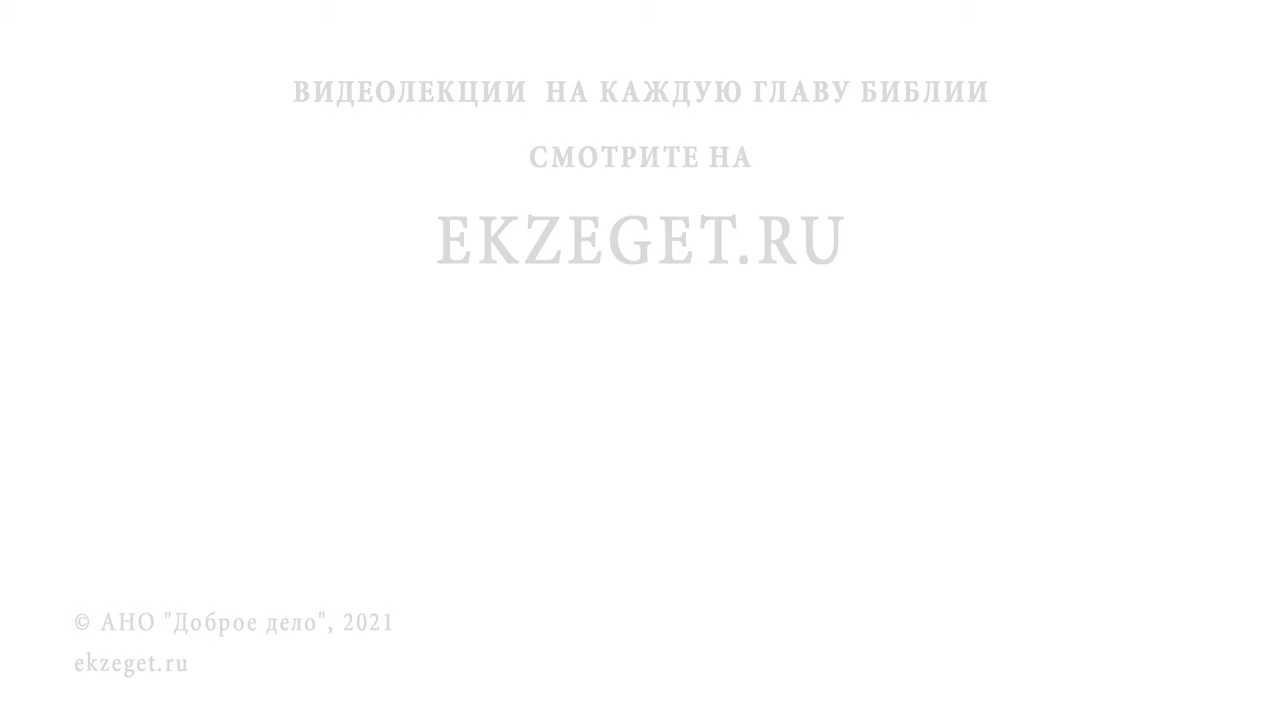 ВИДЕОЛЕКЦИИ НА КАЖДУЮ ГЛАВУ БИБЛИИ
СМОТРИТЕ НА
EKZEGET.RU
© АНО "Доброе дело", 2021
ekzeget.ru